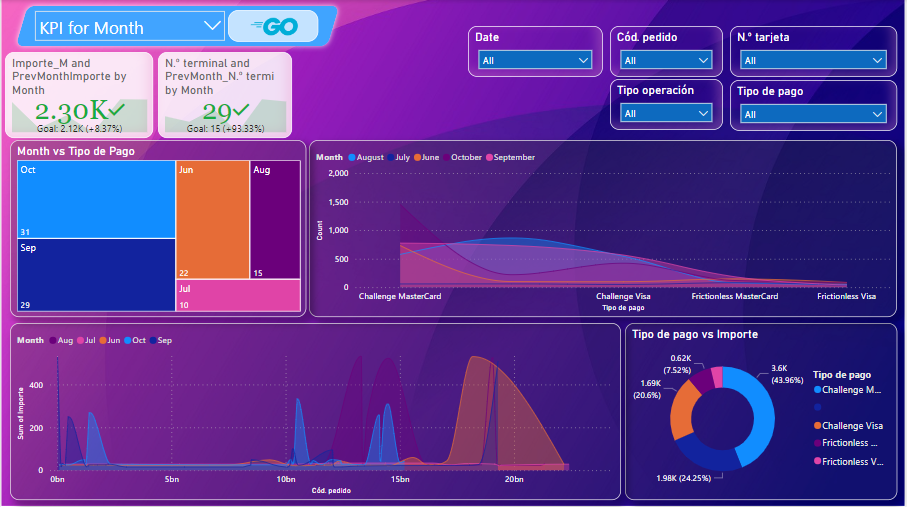 KPI for Month
GO
Date
All
Cód. pedido
All
N.º tarjeta
All
Tipo operación
All
Tipo de pago
All
Importe_M and
PrevMonthImporte by
Month
2.30K
Goal: 2.12K (+8.37%)
N.º terminal and
PrevMonth_N.º termi
by Month
29
Goal: 15 (+93.33%)
Month vs Tipo de Pago
Oct
31
Sep
29
Jun
22
Aug
15
Jul
10
Month August July June October September
2,000
1,500
1,000
500
0
Count
Challenge MasterCard Challenge Visa Frictionless MasterCard Frictionless Visa
Tipo de pago
Month Aug Jul Jun Oct Sep
400
200
0
Sum of Importe
0bn 5bn 10bn 15bn 20bn
Cód. pedido
Tipo de pago vs Importe
0.62K
(7.52%)
3.6K
(43.96%)
1.69K
(20.6%)
1.98K (24.25%)
Tipo de pago
Challenge M...
Challenge Visa
Frictionless ...
Frictionless V...